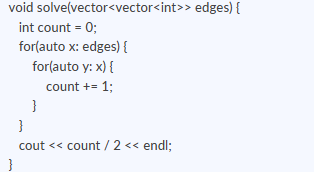 void solve(vector<vector<int>> edges) {
int count = 0;
for(auto x: edges) {
for(auto y: x) {
count += 1;
}
}
cout << count / 2 << endl;
}